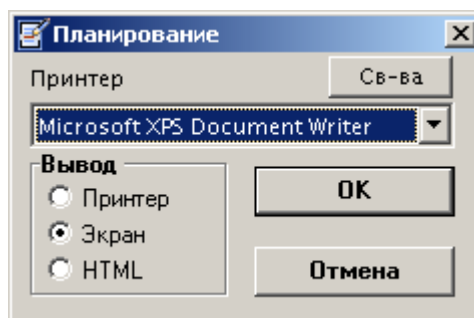 Планирование
Принтер
Св-ва
Microsoft XPS Document Writer
Вывод
Принтер
Экран
HTML
OK
Отмена